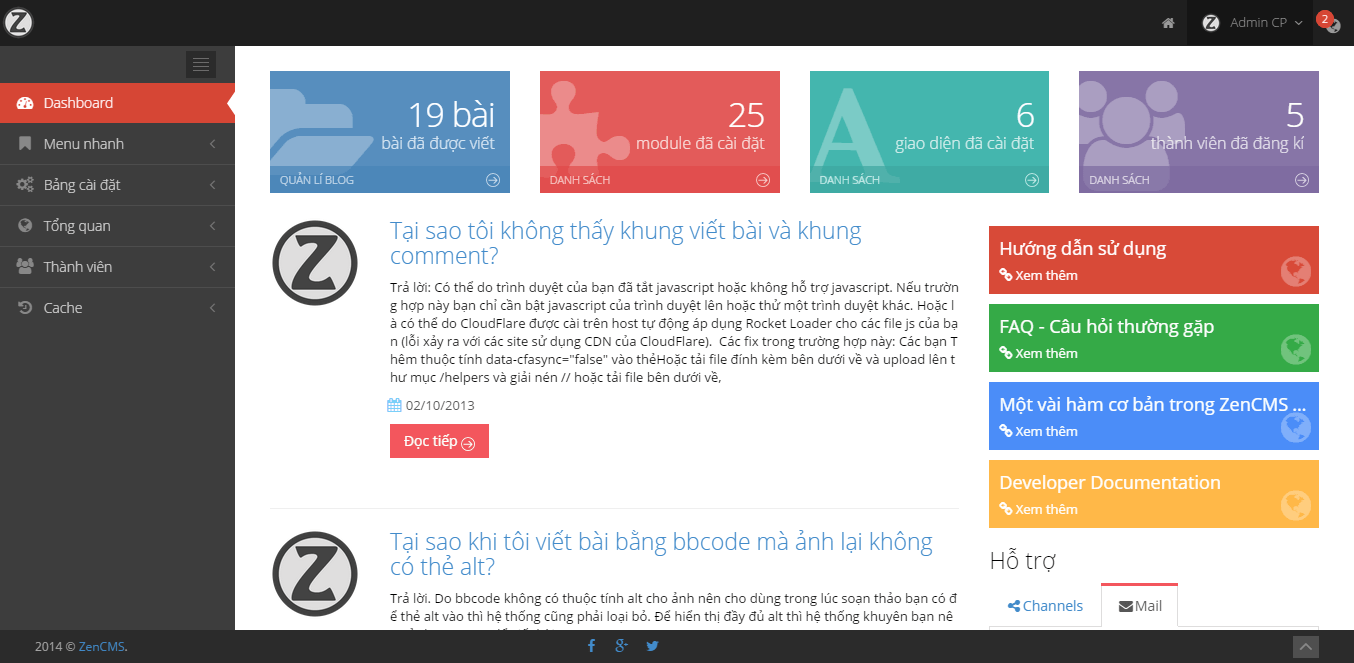 Z
Z Admin CP 2
Dashboard
Menu nhanh
Bảng cài đặt
Tổng quan
Thành viên
Cache
19 bài
bài đã được viết
QUẢN LÍ BLOG
25
module đã cài đặt
DANH SÁCH
A
6
giao diện đã cài đặt
DANH SÁCH
5
thành viên đã đăng kí
DANH SÁCH
Z
Tại sao tôi không thấy khung viết bài và khung
comment?
Trả lời: Có thể do trình duyệt của bạn đã tắt javascript hoặc không hỗ trợ javascript. Nếu trườn
g hợp này bạn chỉ cần bật javascript của trình duyệt lên hoặc thử một trình duyệt khác. Hoặc l
à có thể do CloudFlare được cài trên host tự động áp dụng Rocket Loader cho các file js của bạ
n (lỗi xảy ra với các site sử dụng CDN của CloudFlare).  Các fix trong trường hợp này: Các bạn T
hêm thuộc tính data-cfasync="false" vào thẻHoặc tải file đính kèm bên dưới về và upload lên t
hư mục /helpers và giải nén // hoặc tải file bên dưới về,
02/10/2013
Đọc tiếp
Z
Tại sao khi tôi viết bài bằng bbcode mà ảnh lại không
có thẻ alt?
Trả lời. Do bbcode không có thuộc tính alt cho ảnh nên cho dùng trong lúc soạn thảo bạn có đ
ể thẻ alt vào thì hệ thống cũng phải loại bỏ. Để hiển thị đầy đủ alt thì hệ thống khuyên bạn nê
Hướng dẫn sử dụng
Xem thêm
FAQ - Câu hỏi thường gặp
Xem thêm
Một vài hàm cơ bản trong ZenCMS ...
Xem thêm
Developer Documentation
Xem thêm
Hỗ trợ
Channels Mail
2014 © ZenCMS.